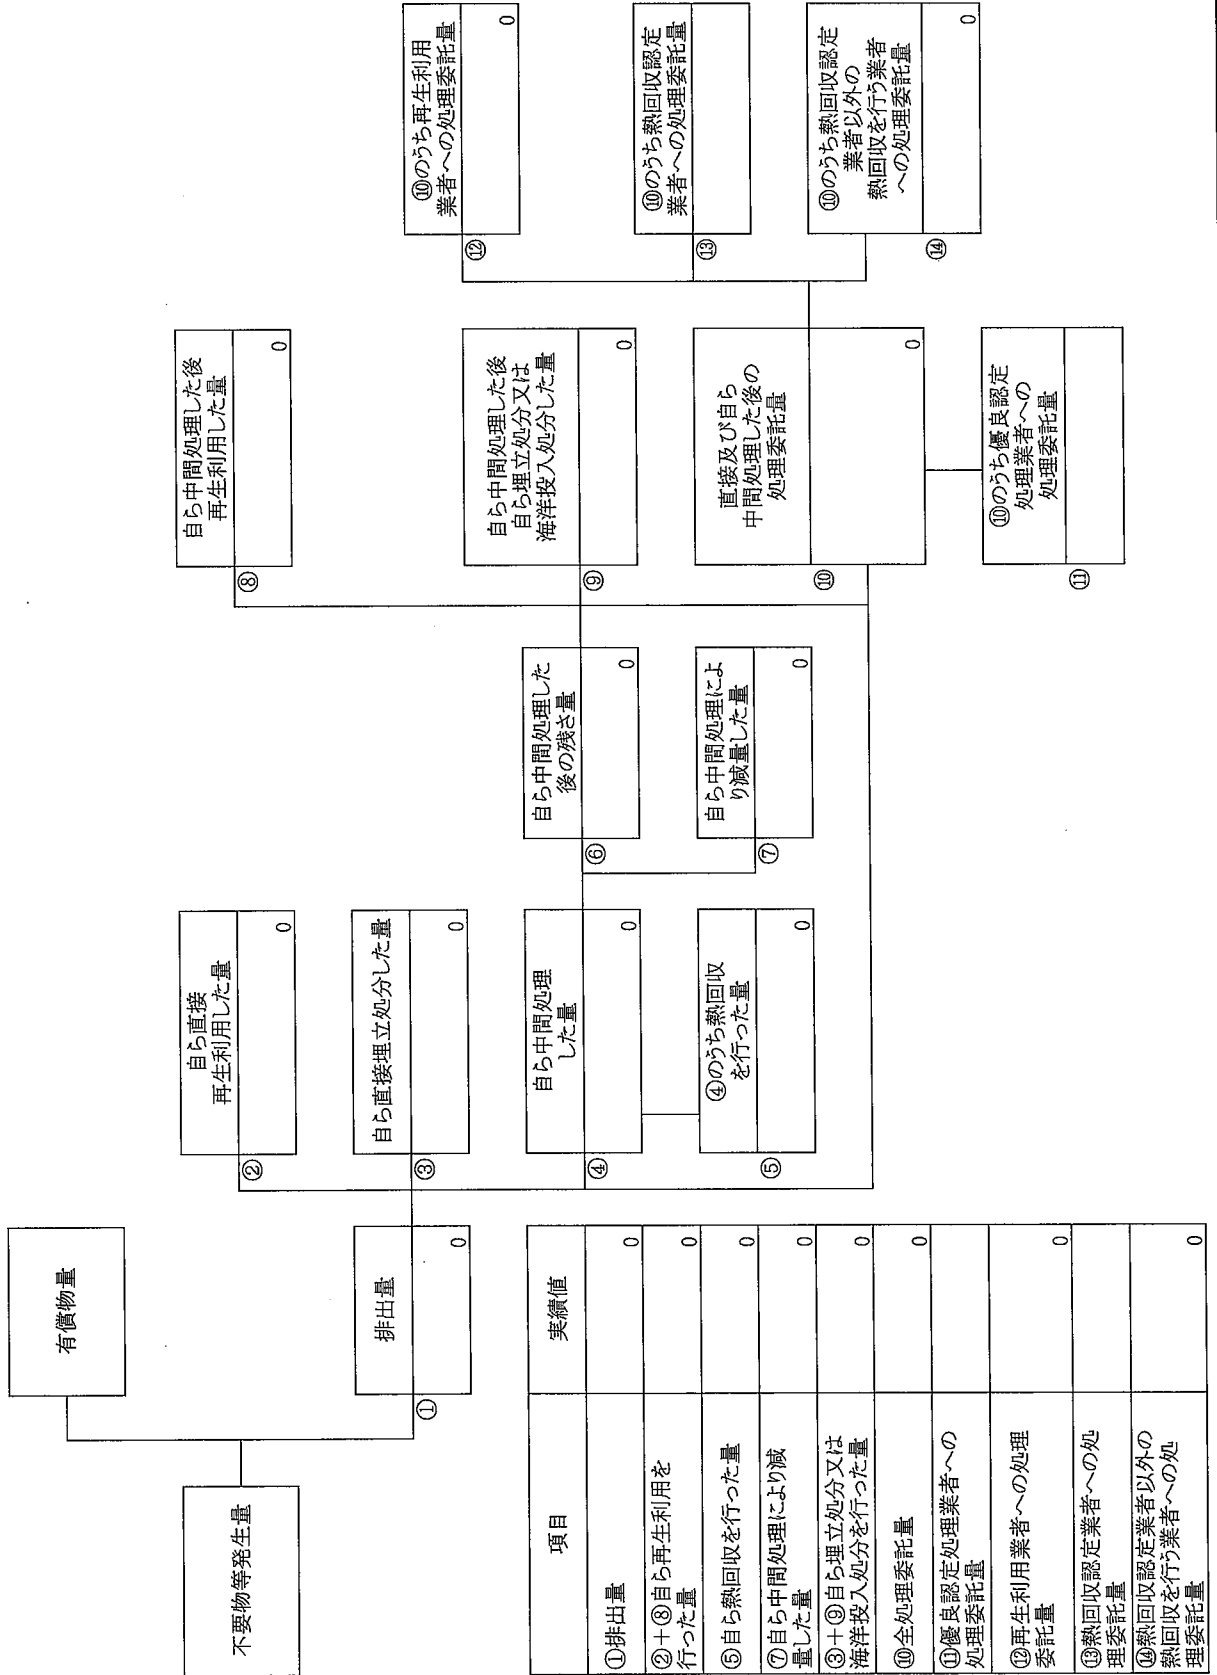 不要物等発生量
有償物量
排出量
①
0
自ら直接
再生利用した量
②
0
自ら直接埋立処分した量
③
0
自ら中間処理
した量
④
0
④のうち熱回収
を行った量
⑤
0
自ら中間処理した
後の残さ量
⑥
0
自ら中間処理によ
り減量した量
⑦
0
自ら中間処理した後
再生利用した量
⑧
0
自ら中間処理した後
自ら埋立処分又は
海洋投入処分した量
⑨
0
直接及び自ら
中間処理した後の
処理委託量
⑩
0
⑩のうち優良認定
処理業者への
処理委託量
⑪
⑩のうち再生利用
業者への処理委託量
⑫
0
⑩のうち熱回収認定
業者への処理委託量
⑬
⑩のうち熱回収認定
業者以外の
熱回収を行う業者
への処理委託量
⑭
0
項目
実績値
①排出量
0
②+⑧自ら再生利用を
行った量
0
⑤自ら熱回収を行った量
0
⑦自ら中間処理により減
量した量
0
③+⑨自ら埋立処分又は
海洋投入処分を行った量
0
⑩全処理委託量
0
⑪優良認定処理業者への
処理委託量
⑫再生利用業者への処理
委託量
0
⑬熱回収認定業者への処
理委託量
⑭熱回収認定業者以外の
熱回収を行う業者への処
理委託量
0